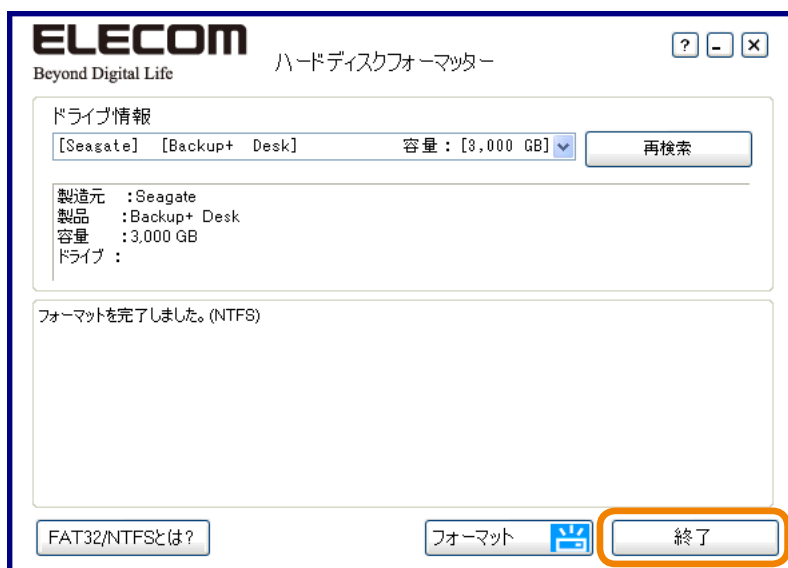 ELECOM
Beyond Digital Life
ハードディスクフォーマッター
ドライブ情報
[Seagate] [Backup+ Desk] 容量：[3,000 GB]
再検索
製造元 :Seagate
製品 :Backup+ Desk
容量 :3,000 GB
ドライブ :
フォーマットを完了しました。(NTFS)
FAT32/NTFSとは?
フォーマット
終了